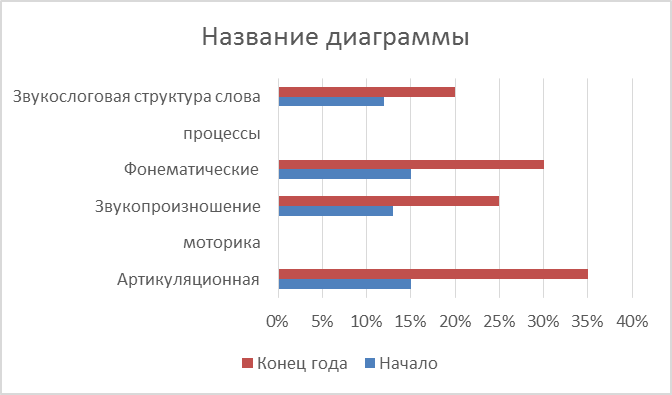 Название диаграммы
Звукослоговая структура слова
процессы
Фонематические
Звукопроизношение
моторика
Артикуляционная
0% 5% 10% 15% 20% 25% 30% 35% 40%
Конец года Начало